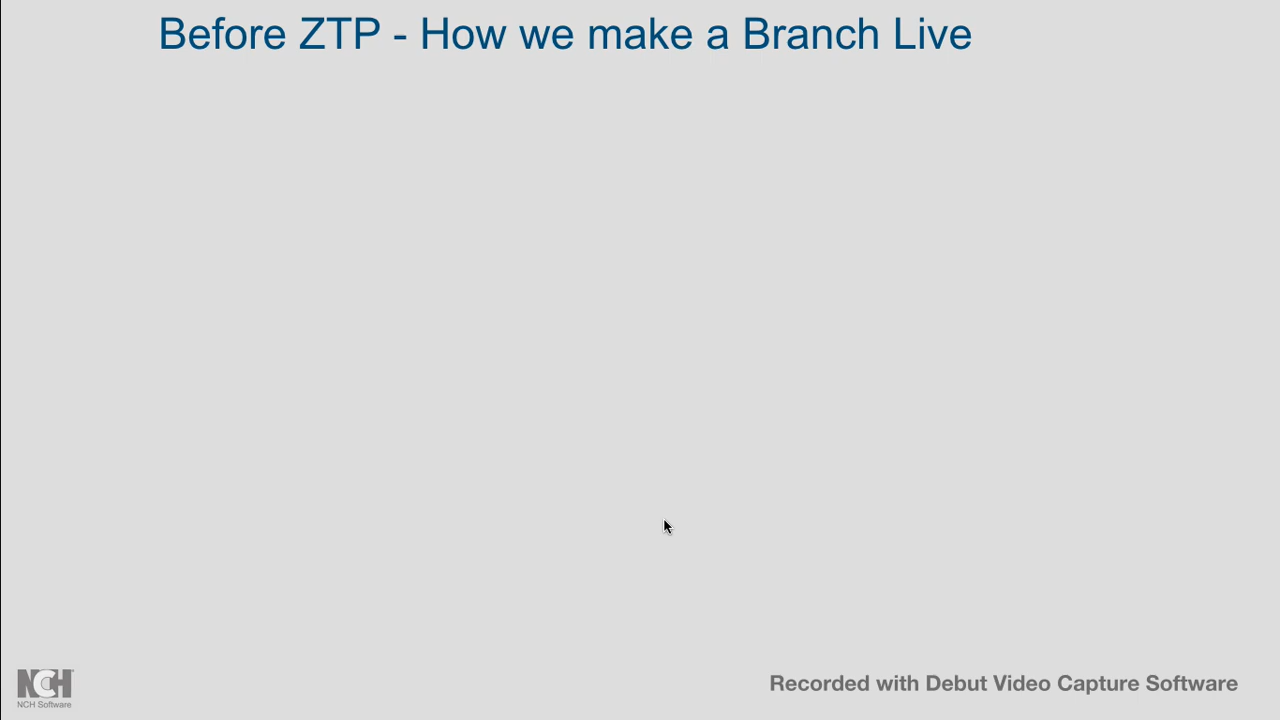 Before ZTP - How we make a Branch Live
NCH
NCH Software
Recorded with Debut Video Capture Software